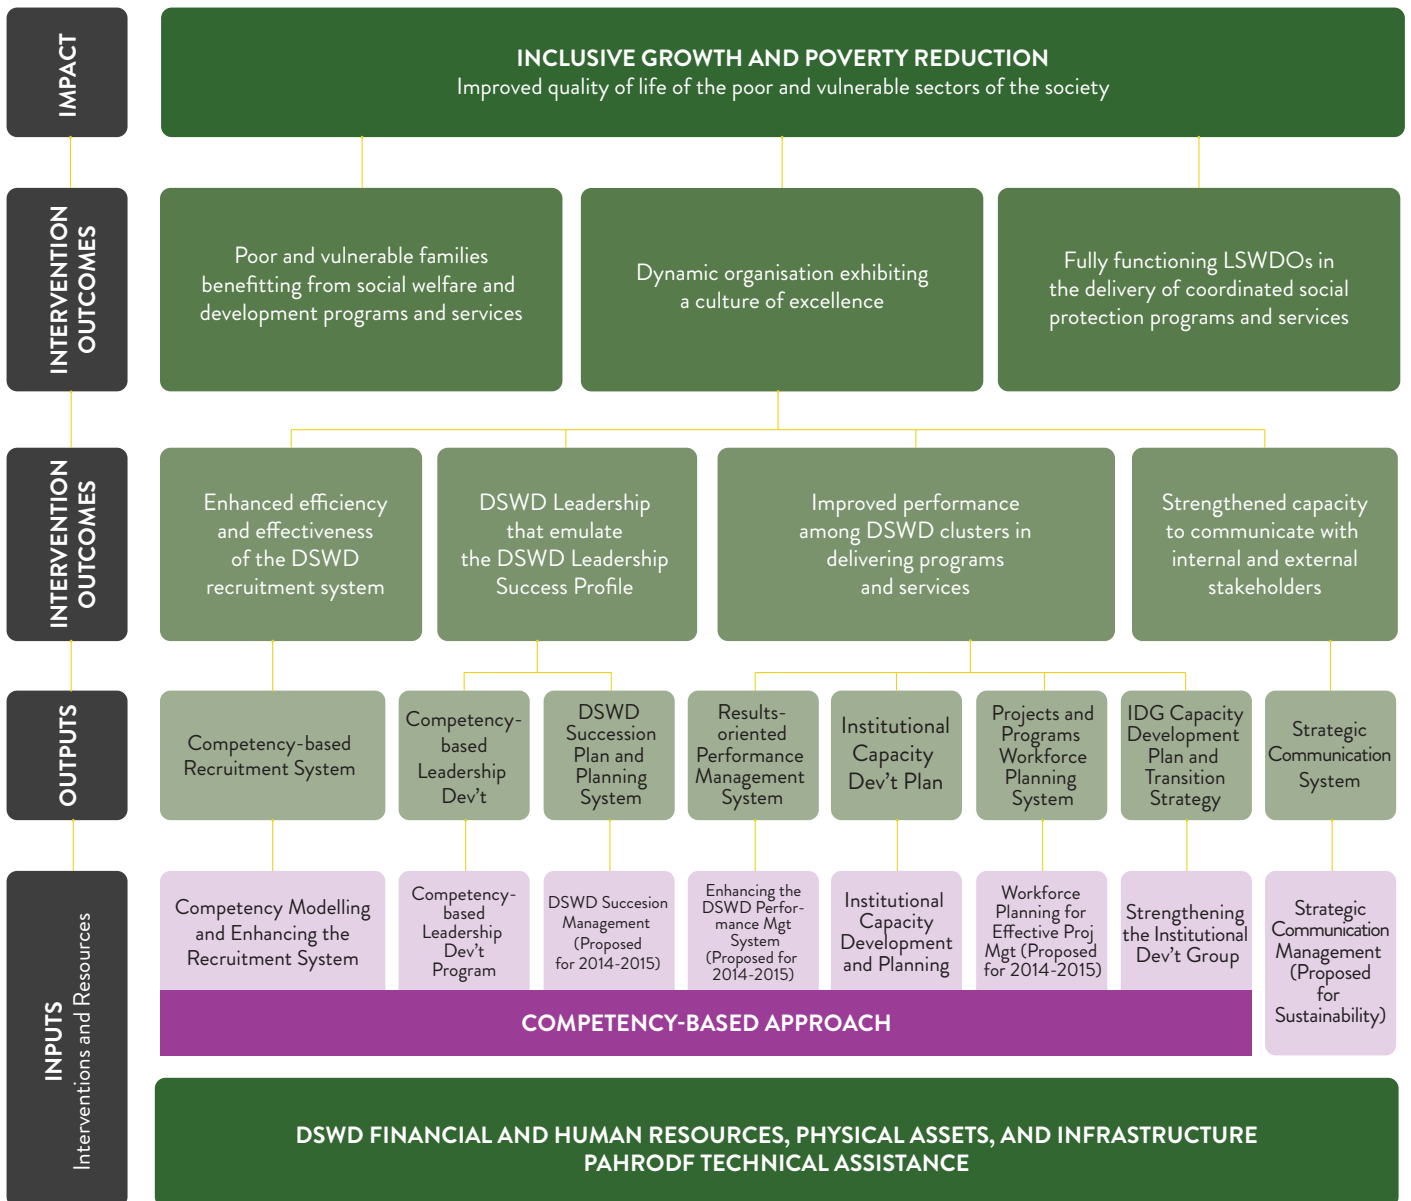 IMPACT
INCLUSIVE GROWTH AND POVERTY REDUCTION
Improved quality of life of the poor and vulnerable sectors of the society
INTERVENTION
OUTCOMES
Poor and vulnerable families
benefitting from social welfare and
development programs and services
Dynamic organisation exhibiting
a culture of excellence
Fully functioning LSWDOs in
the delivery of coordinated social
protection programs and services
INTERVENTION
OUTCOMES
Enhanced efficiency
and effectiveness
of the DSWD
recruitment system
DSWD Leadership
that emulate
the DSWD Leadership
Success Profile
Improved performance
among DSWD clusters in
delivering programs
and services
Strengthened capacity
to communicate with
internal and external
stakeholders
OUTPUTS
Competency-based
Recruitment System
Competency-
based
Leadership
Dev't
DSWD
Succession
Plan and
Planning
System
Results-
oriented
Performance
Management
System
Institutional
Capacity
Dev't Plan
Projects and
Programs
Workforce
Planning
System
IDG Capacity
Development
Plan and
Transition
Strategy
Strategic
Communication
System
INPUTS
Interventions and Resources
Competency Modelling
and Enhancing the
Recruitment System
Competency-
based
Leadership
Dev't
Program
DSWD Succesion
Management
(Proposed
for 2014-2015)
Enhancing the
DSWD Perfor-
mance Mgt
System
(Proposed for
2014-2015)
Institutional
Capacity
Development
and Planning
Workforce
Planning for
Effective Proj
Mgt (Proposed
for 2014-2015)
Strengthening
the Institutional
Dev't Group
Strategic
Communication
Management
(Proposed
for
Sustainability)
COMPETENCY-BASED APPROACH
DSWD FINANCIAL AND HUMAN RESOURCES, PHYSICAL ASSETS, AND INFRASTRUCTURE
PAHRODF TECHNICAL ASSISTANCE